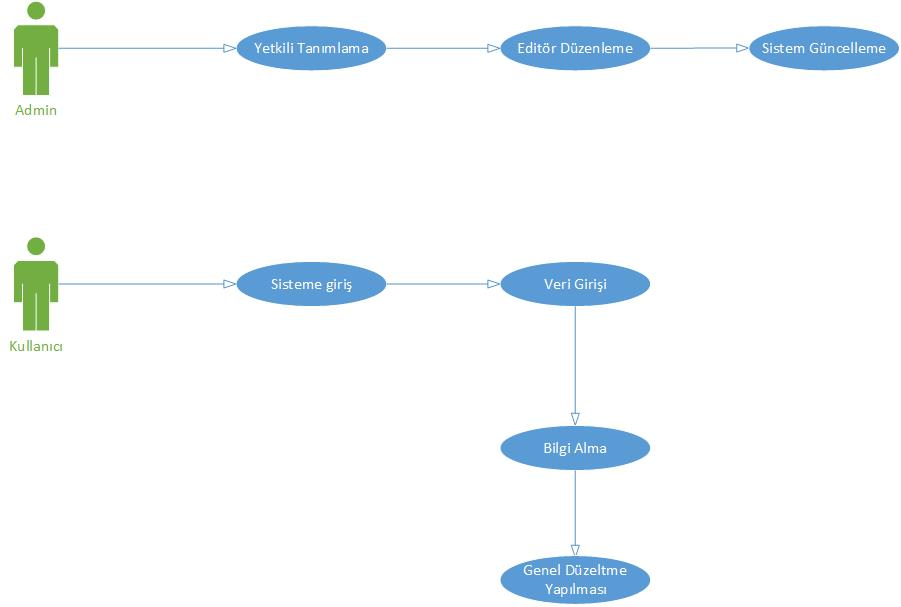 Yetkili Tanımlama
Editör Düzenleme
Sistem Güncelleme
Admin
Sisteme giriş
Veri Girişi
Kullanıcı
Bilgi Alma
Genel Düzeltme
Yapılması